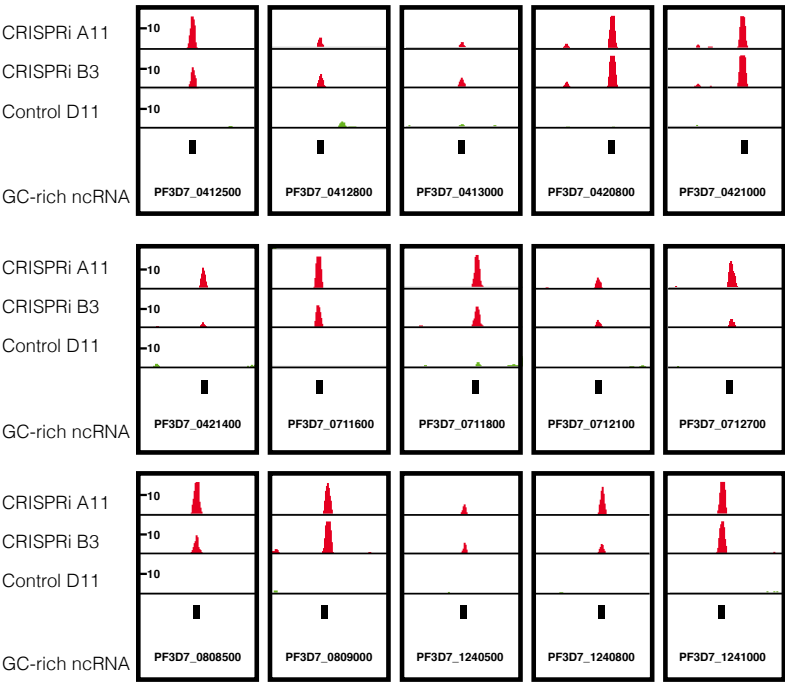 CRISPRi A11
10
CRISPRi B3
10
Control D11
10
GC-rich ncRNA
PF3D7_0412500 PF3D7_0412800 PF3D7_0413000 PF3D7_0420800 PF3D7_0421000
CRISPRi A11
10
CRISPRi B3
10
Control D11
10
GC-rich ncRNA
PF3D7_0421400 PF3D7_0711600 PF3D7_0711800 PF3D7_0712100 PF3D7_0712700
CRISPRi A11
10
CRISPRi B3
10
Control D11
10
GC-rich ncRNA
PF3D7_0808500 PF3D7_0809000 PF3D7_1240500 PF3D7_1240800 PF3D7_1241000